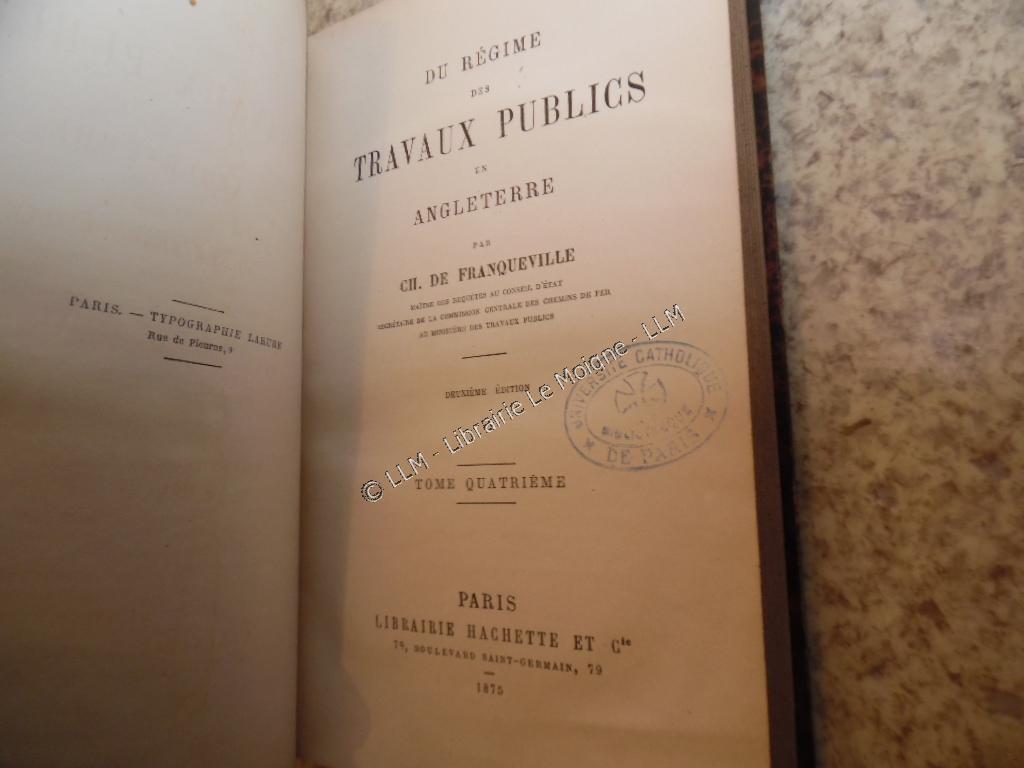 PARIS. — TYPOGRAPHIE LAHURE
Rue de Fleurus, 9
DU RÉGIME
DES
TRAVAUX PUBLICS
EN
ANGLETERRE
PAR
CH. DE FRANQUEVILLE
MAÎTRE DES REQUÊTES AU CONSEIL D'ÉTAT
SECRÉTAIRE DE LA COMMISSION CENTRALE DES CHEMINS DE FER
AU MINISTÈRE DES TRAVAUX PUBLICS
DEUXIÈME ÉDITION
TOME QUATRIÈME
PARIS
LIBRAIRIE HACHETTE ET Cie
79, BOULEVARD SAINT-GERMAIN, 79
1875
UNIVERSITÉ CATHOLIQUE
BIBLIOTHÈQUE
DE PARIS
© LLM - Librairie Le Moigne - LLM